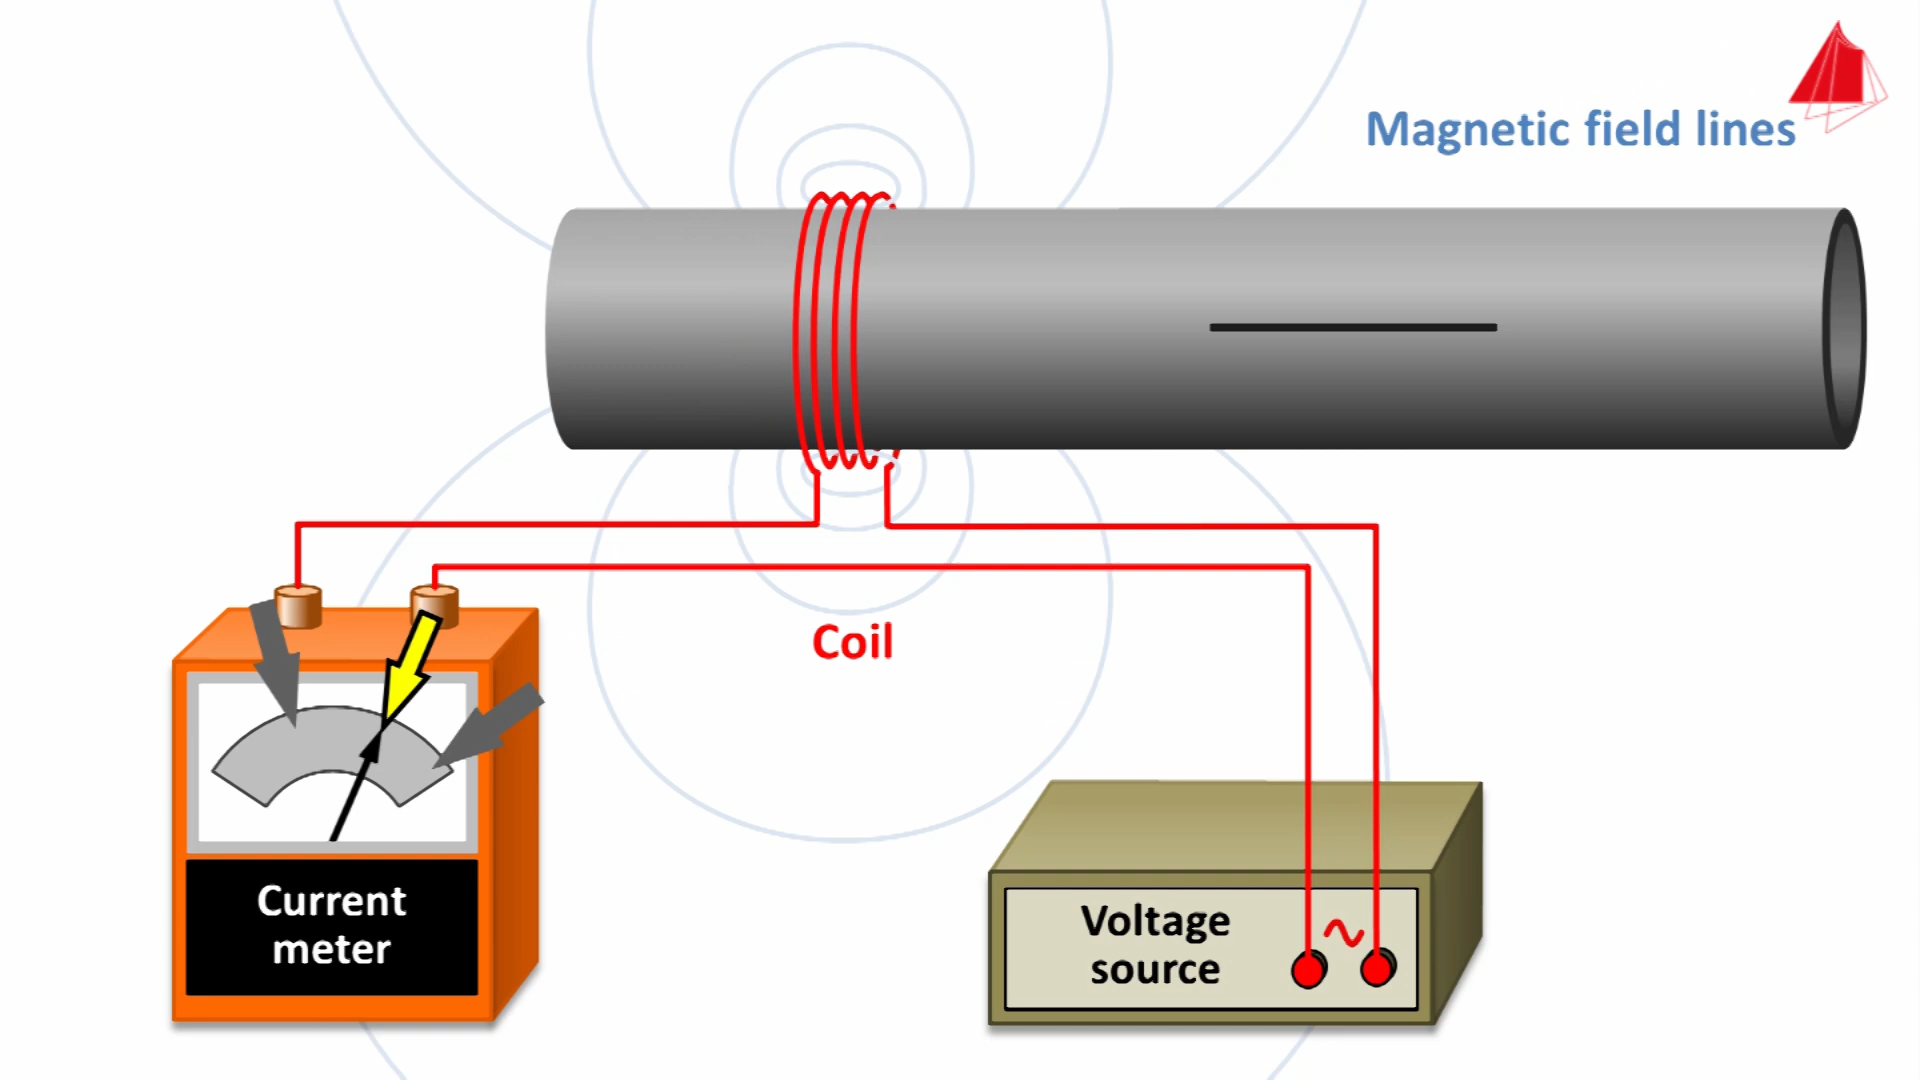 Magnetic field lines
Coil
Current
meter
Voltage
source